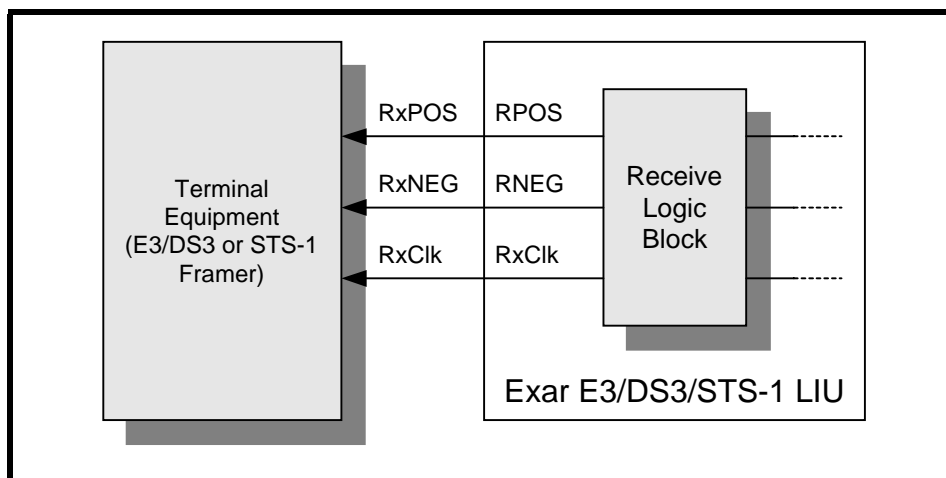 Terminal
Equipment
(E3/DS3 or STS-1
Framer)
RxPOS
RPOS
RxNEG
RNEG
RxClk
RxClk
Receive
Logic
Block
Exar E3/DS3/STS-1 LIU